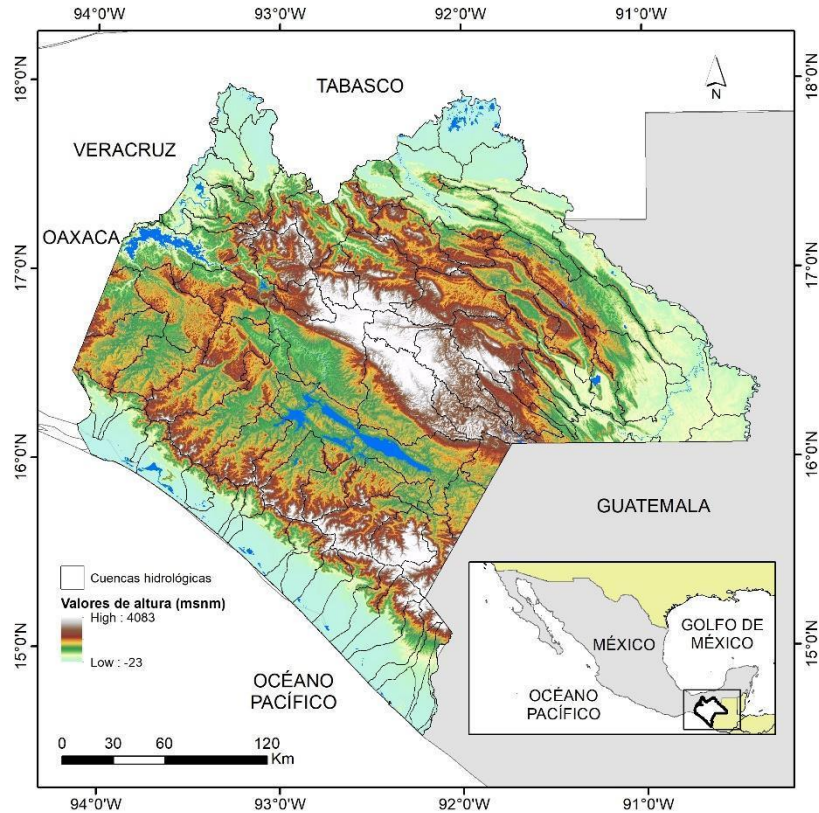 94°0'W 93°0'W 92°0'W 91°0'W
18°0'N
18°0'N
TABASCO
N
VERACRUZ
OAXACA
17°0'N
17°0'N
16°0'N
16°0'N
GUATEMALA
Cuencas hidrológicas
Valores de altura (msnm)
High : 4083
Low : -23
15°0'N
15°0'N
OCÉANO
PACÍFICO
GOLFO DE
MÉXICO
MÉXICO
OCÉANO
PACÍFICO
0 30 60 120
Km
94°0'W 93°0'W 92°0'W 91°0'W